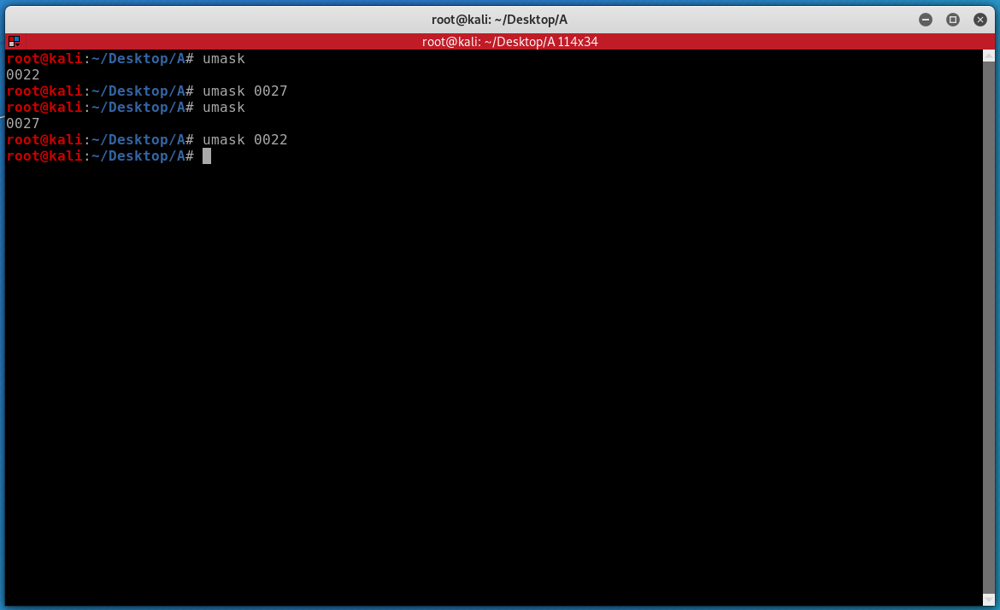 root@kali: ~/Desktop/A
root@kali: ~/Desktop/A 114x34
root@kali:~/Desktop/A# umask
0022
root@kali:~/Desktop/A# umask 0027
root@kali:~/Desktop/A# umask
0027
root@kali:~/Desktop/A# umask 0022
root@kali:~/Desktop/A#